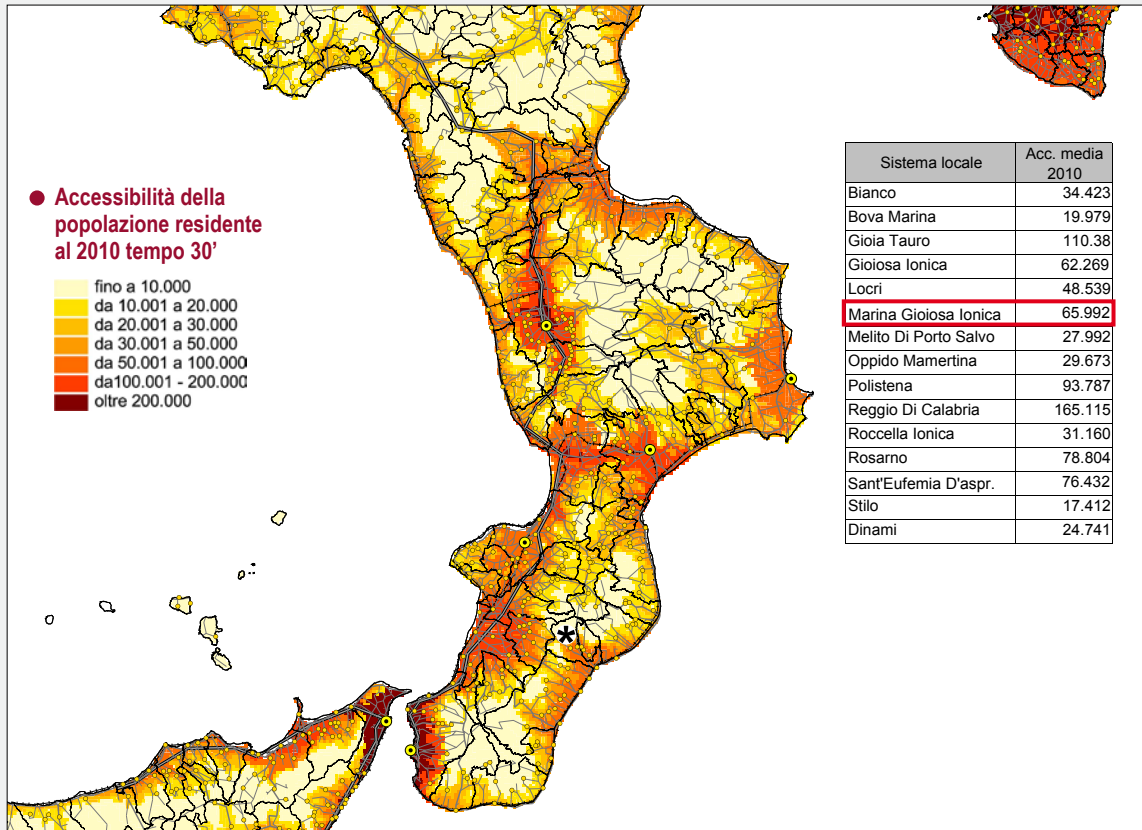 ● Accessibilità della
popolazione residente
al 2010 tempo 30'
fino a 10.000
da 10.001 a 20.000
da 20.001 a 30.000
da 30.001 a 50.000
da 50.001 a 100.000
da100.001 - 200.000
oltre 200.000
*
Sistema locale Acc. media 2010
Bianco 34.423
Bova Marina 19.979
Gioia Tauro 110.38
Gioiosa Ionica 62.269
Locri 48.539
Marina Gioiosa Ionica 65.992
Melito Di Porto Salvo 27.992
Oppido Mamertina 29.673
Polistena 93.787
Reggio Di Calabria 165.115
Roccella Ionica 31.160
Rosarno 78.804
Sant'Eufemia D'aspr. 76.432
Stilo 17.412
Dinami 24.741